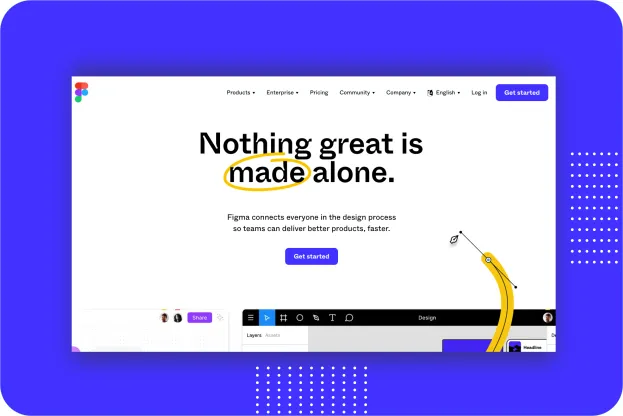 Products Enterprise Pricing Community Company English Log in Get started
Nothing great is
made alone.
Figma connects everyone in the design process
so teams can deliver better products, faster.
Get started
Share
Design
Layers Assets
Headline